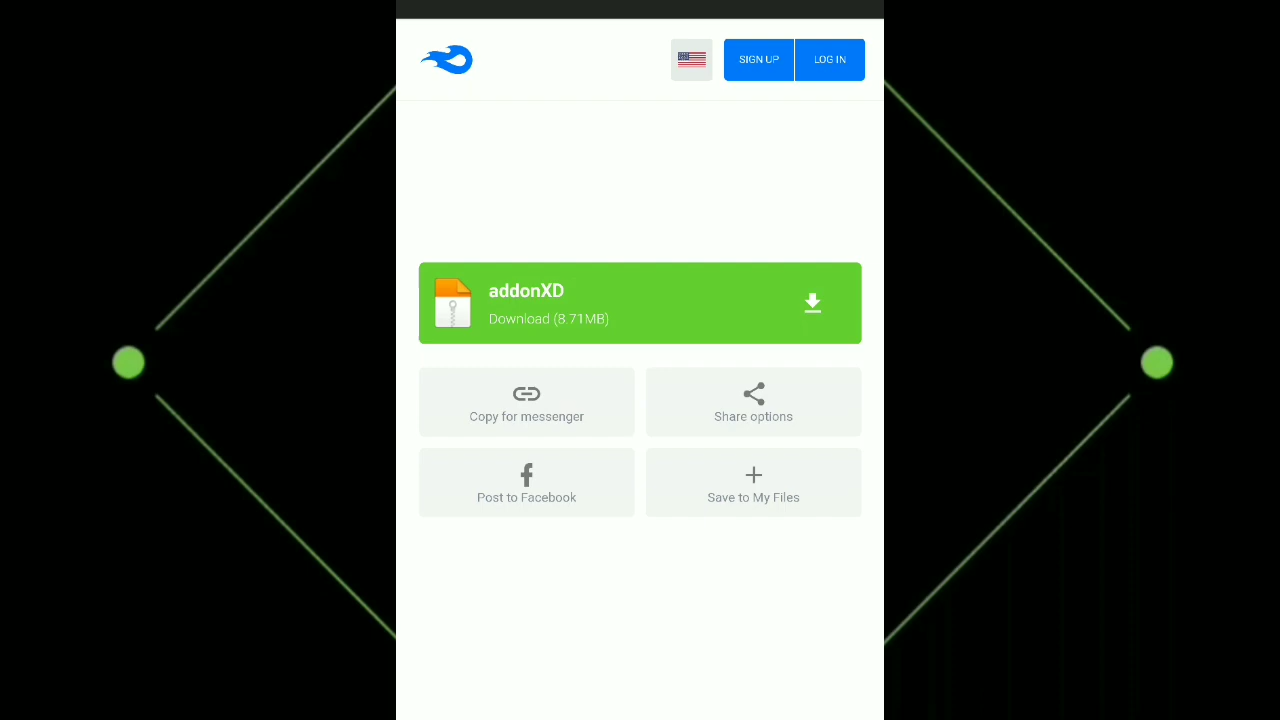 SIGN UP
LOG IN
addonXD
Download (8.71MB)
Copy for messenger
Share options
Post to Facebook
Save to My Files